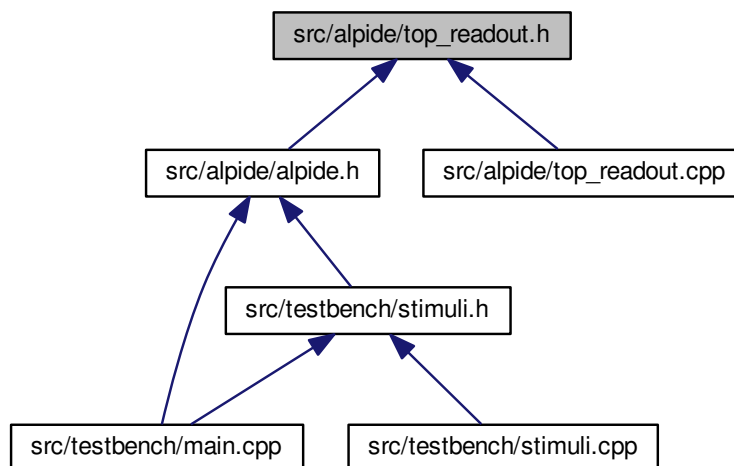 src/alpide/top_readout.h
src/alpide/alpide.h
src/alpide/top_readout.cpp
src/testbench/stimuli.h
src/testbench/main.cpp
src/testbench/stimuli.cpp